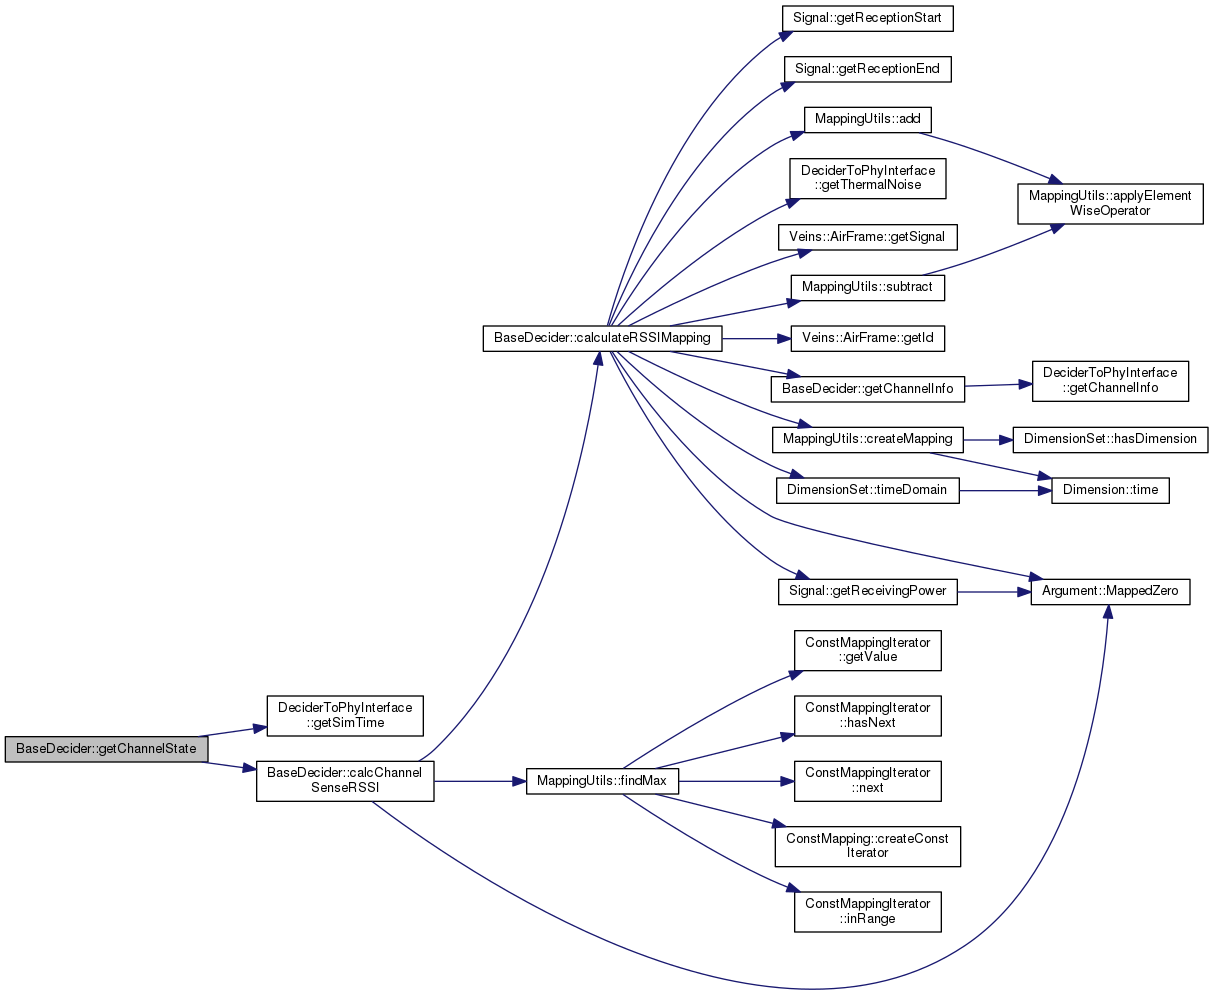 Signal::getReceptionStart
Signal::getReceptionEnd
MappingUtils::add
DeciderToPhyInterface
::getThermalNoise
MappingUtils::applyElement
WiseOperator
Veins::AirFrame::getSignal
MappingUtils::subtract
BaseDecider::calculateRSSIMapping
Veins::AirFrame::getId
BaseDecider::getChannelInfo
DeciderToPhyInterface
::getChannelInfo
MappingUtils::createMapping
DimensionSet::hasDimension
DimensionSet::timeDomain
Dimension::time
Signal::getReceivingPower
Argument::MappedZero
ConstMappingIterator
::getValue
DeciderToPhyInterface
::getSimTime
ConstMappingIterator
::hasNext
BaseDecider::getChannelState
BaseDecider::calcChannel
SenseRSSI
MappingUtils::findMax
ConstMappingIterator
::next
ConstMapping::createConst
Iterator
ConstMappingIterator
::inRange